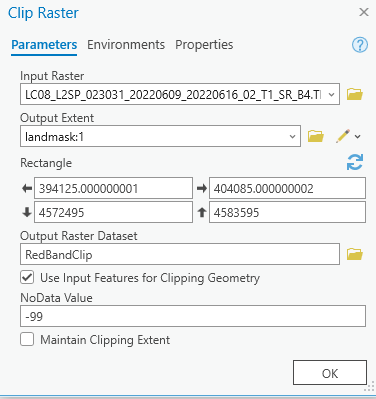 Clip Raster
Parameters Environments Properties
Input Raster
LC08_L2SP_023031_20220609_20220616_02_T1_SR_B4.TI
Output Extent
landmask:1
Rectangle
394125.000000001 404085.000000002
4572495 4583595
Output Raster Dataset
RedBandClip
Use Input Features for Clipping Geometry
NoData Value
-99
Maintain Clipping Extent
OK